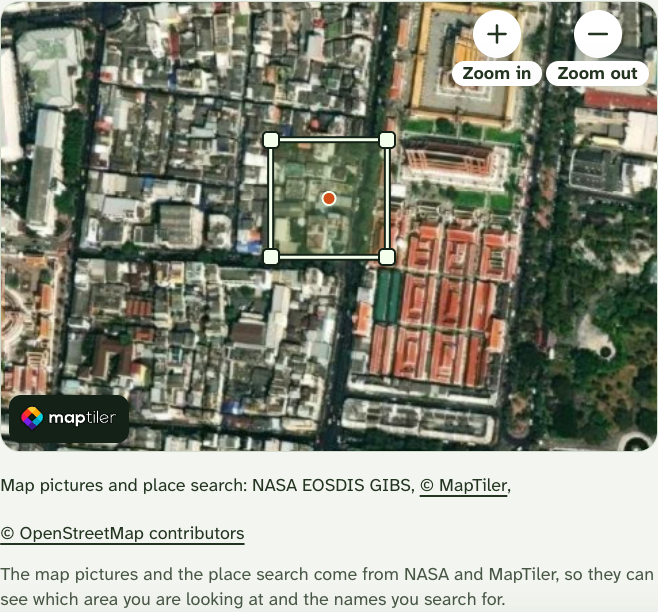 Zoom in
Zoom out
maptiler
Map pictures and place search: NASA EOSDIS GIBS, © MapTiler,
© OpenStreetMap contributors
The map pictures and the place search come from NASA and MapTiler, so they can
see which area you are looking at and the names you search for.